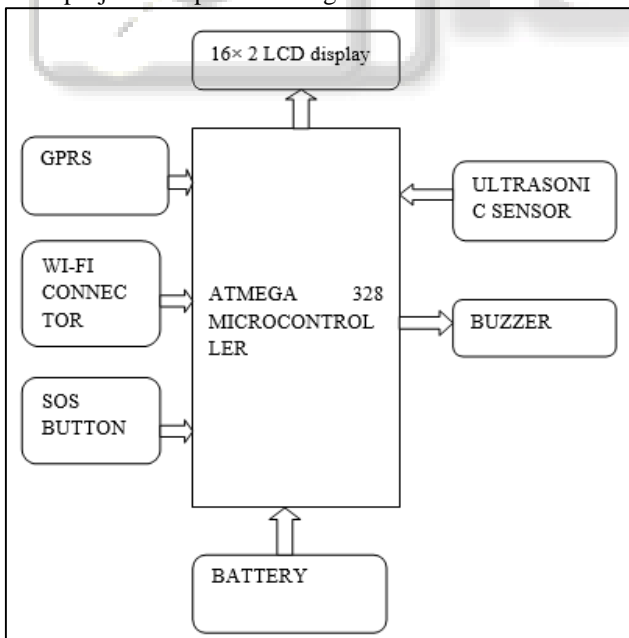 16× 2 LCD display
GPRS
ULTRASONI
C SENSOR
WI-FI
CONNEC
TOR
ATMEGA 328
MICROCONTROL
LER
BUZZER
SOS
BUTTON
BATTERY